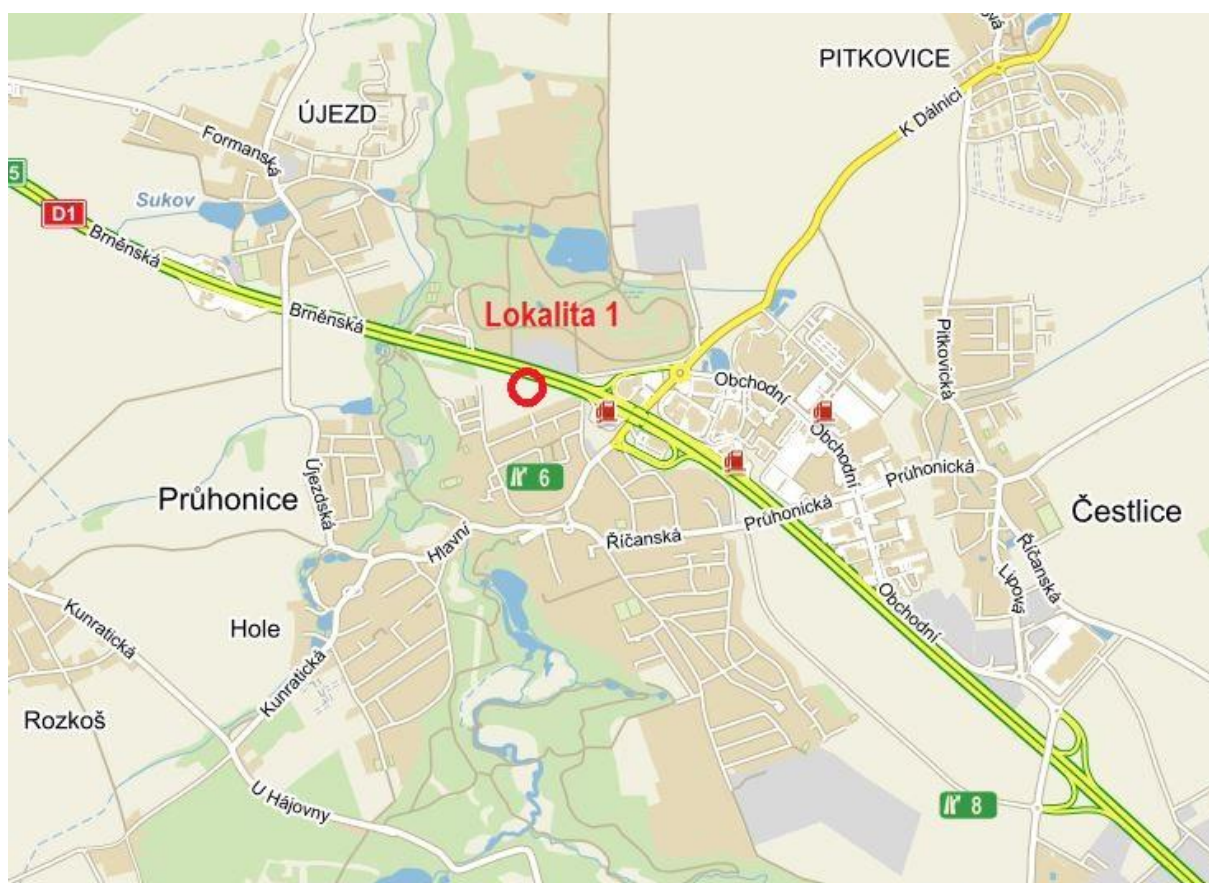 PITKOVICE
ÚJEZD
K Dálnici
Formanská
5
Sukov
D1
Brněnská
Brněnská
Lokalita 1
Pitkovická
Obchodní
Obchodní
Průhonická
6
Průhonice
Újezdská
Průhonická
Čestlice
Hlavní
Říčanská
Říčanská
Lipová
Kunratická
Hole
Obchodní
Kunratická
Rozkoš
U Hájovny
8